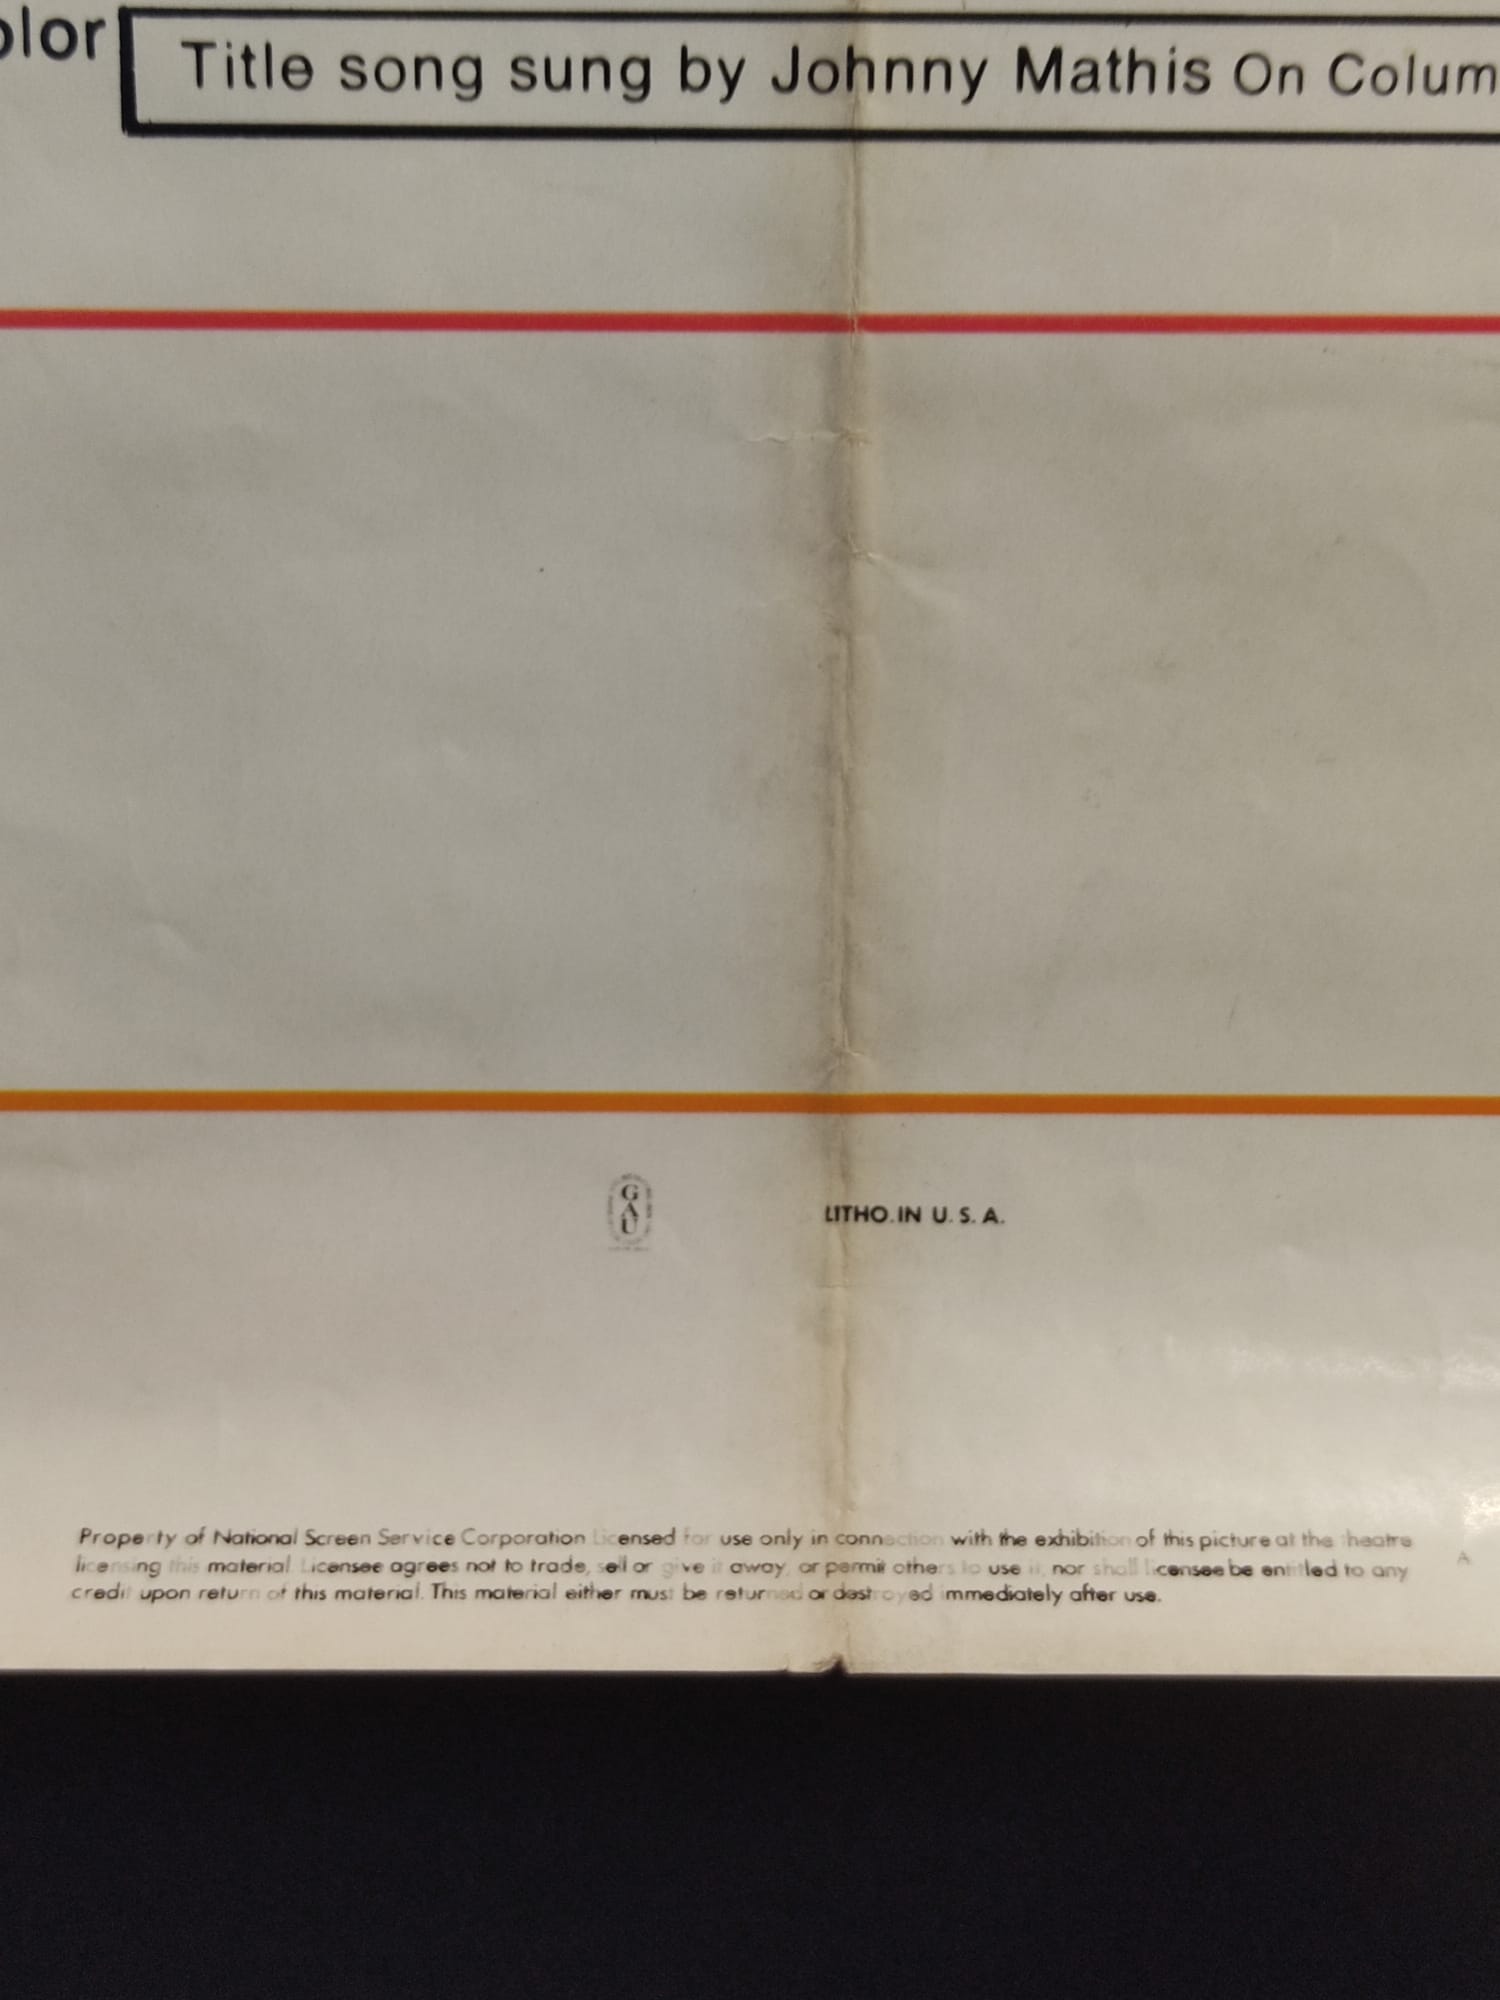 olor
Title song sung by Johnny Mathis On Colum
GAU
LITHO. IN U. S. A.
Property of National Screen Service Corporation Licensed for use only in connection with the exhibition of this picture at the theatre
licensing this material Licensee agrees not to trade, sell or give it away, or permit others to use it, nor shall licensee be entitled to any
credit upon return of this material. This material either must be returned or destroyed immediately after use.
A